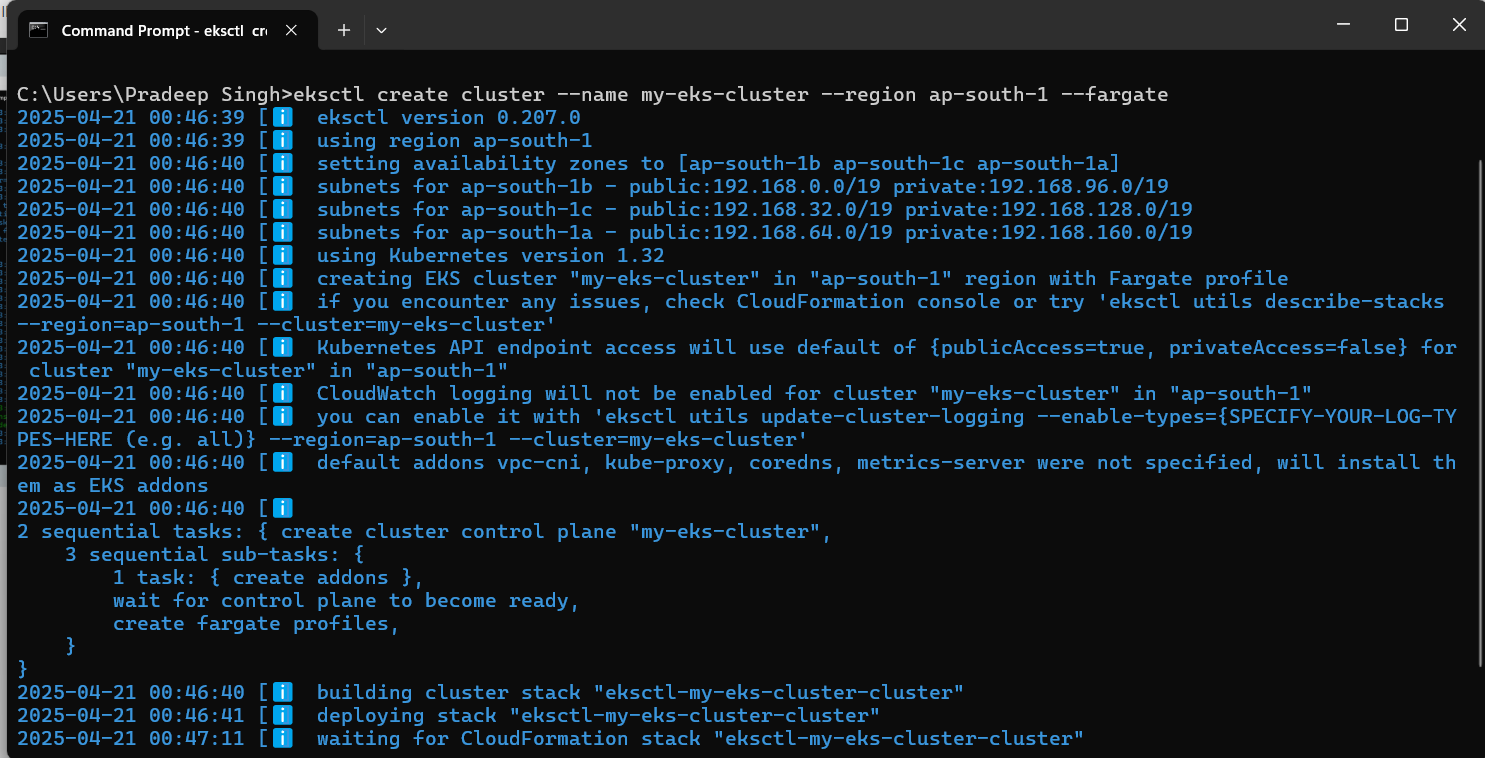 Command Prompt - eksctl cr
C:\Users\Pradeep Singh>eksctl create cluster --name my-eks-cluster --region ap-south-1 --fargate
2025-04-21 00:46:39 [ℹ]  eksctl version 0.207.0
2025-04-21 00:46:39 [ℹ]  using region ap-south-1
2025-04-21 00:46:40 [ℹ]  setting availability zones to [ap-south-1b ap-south-1c ap-south-1a]
2025-04-21 00:46:40 [ℹ]  subnets for ap-south-1b - public:192.168.0.0/19 private:192.168.96.0/19
2025-04-21 00:46:40 [ℹ]  subnets for ap-south-1c - public:192.168.32.0/19 private:192.168.128.0/19
2025-04-21 00:46:40 [ℹ]  subnets for ap-south-1a - public:192.168.64.0/19 private:192.168.160.0/19
2025-04-21 00:46:40 [ℹ]  using Kubernetes version 1.32
2025-04-21 00:46:40 [ℹ]  creating EKS cluster "my-eks-cluster" in "ap-south-1" region with Fargate profile
2025-04-21 00:46:40 [ℹ]  if you encounter any issues, check CloudFormation console or try 'eksctl utils describe-stacks
--region=ap-south-1 --cluster=my-eks-cluster'
2025-04-21 00:46:40 [ℹ]  Kubernetes API endpoint access will use default of {publicAccess=true, privateAccess=false} for
 cluster "my-eks-cluster" in "ap-south-1"
2025-04-21 00:46:40 [ℹ]  CloudWatch logging will not be enabled for cluster "my-eks-cluster" in "ap-south-1"
2025-04-21 00:46:40 [ℹ]  you can enable it with 'eksctl utils update-cluster-logging --enable-types={SPECIFY-YOUR-LOG-TY
PES-HERE (e.g. all)} --region=ap-south-1 --cluster=my-eks-cluster'
2025-04-21 00:46:40 [ℹ]  default addons vpc-cni, kube-proxy, coredns, metrics-server were not specified, will install th
em as EKS addons
2025-04-21 00:46:40 [ℹ]
2 sequential tasks: { create cluster control plane "my-eks-cluster",
    3 sequential sub-tasks: {
        1 task: { create addons },
        wait for control plane to become ready,
        create fargate profiles,
    }
}
2025-04-21 00:46:40 [ℹ]  building cluster stack "eksctl-my-eks-cluster-cluster"
2025-04-21 00:46:41 [ℹ]  deploying stack "eksctl-my-eks-cluster-cluster"
2025-04-21 00:47:11 [ℹ]  waiting for CloudFormation stack "eksctl-my-eks-cluster-cluster"